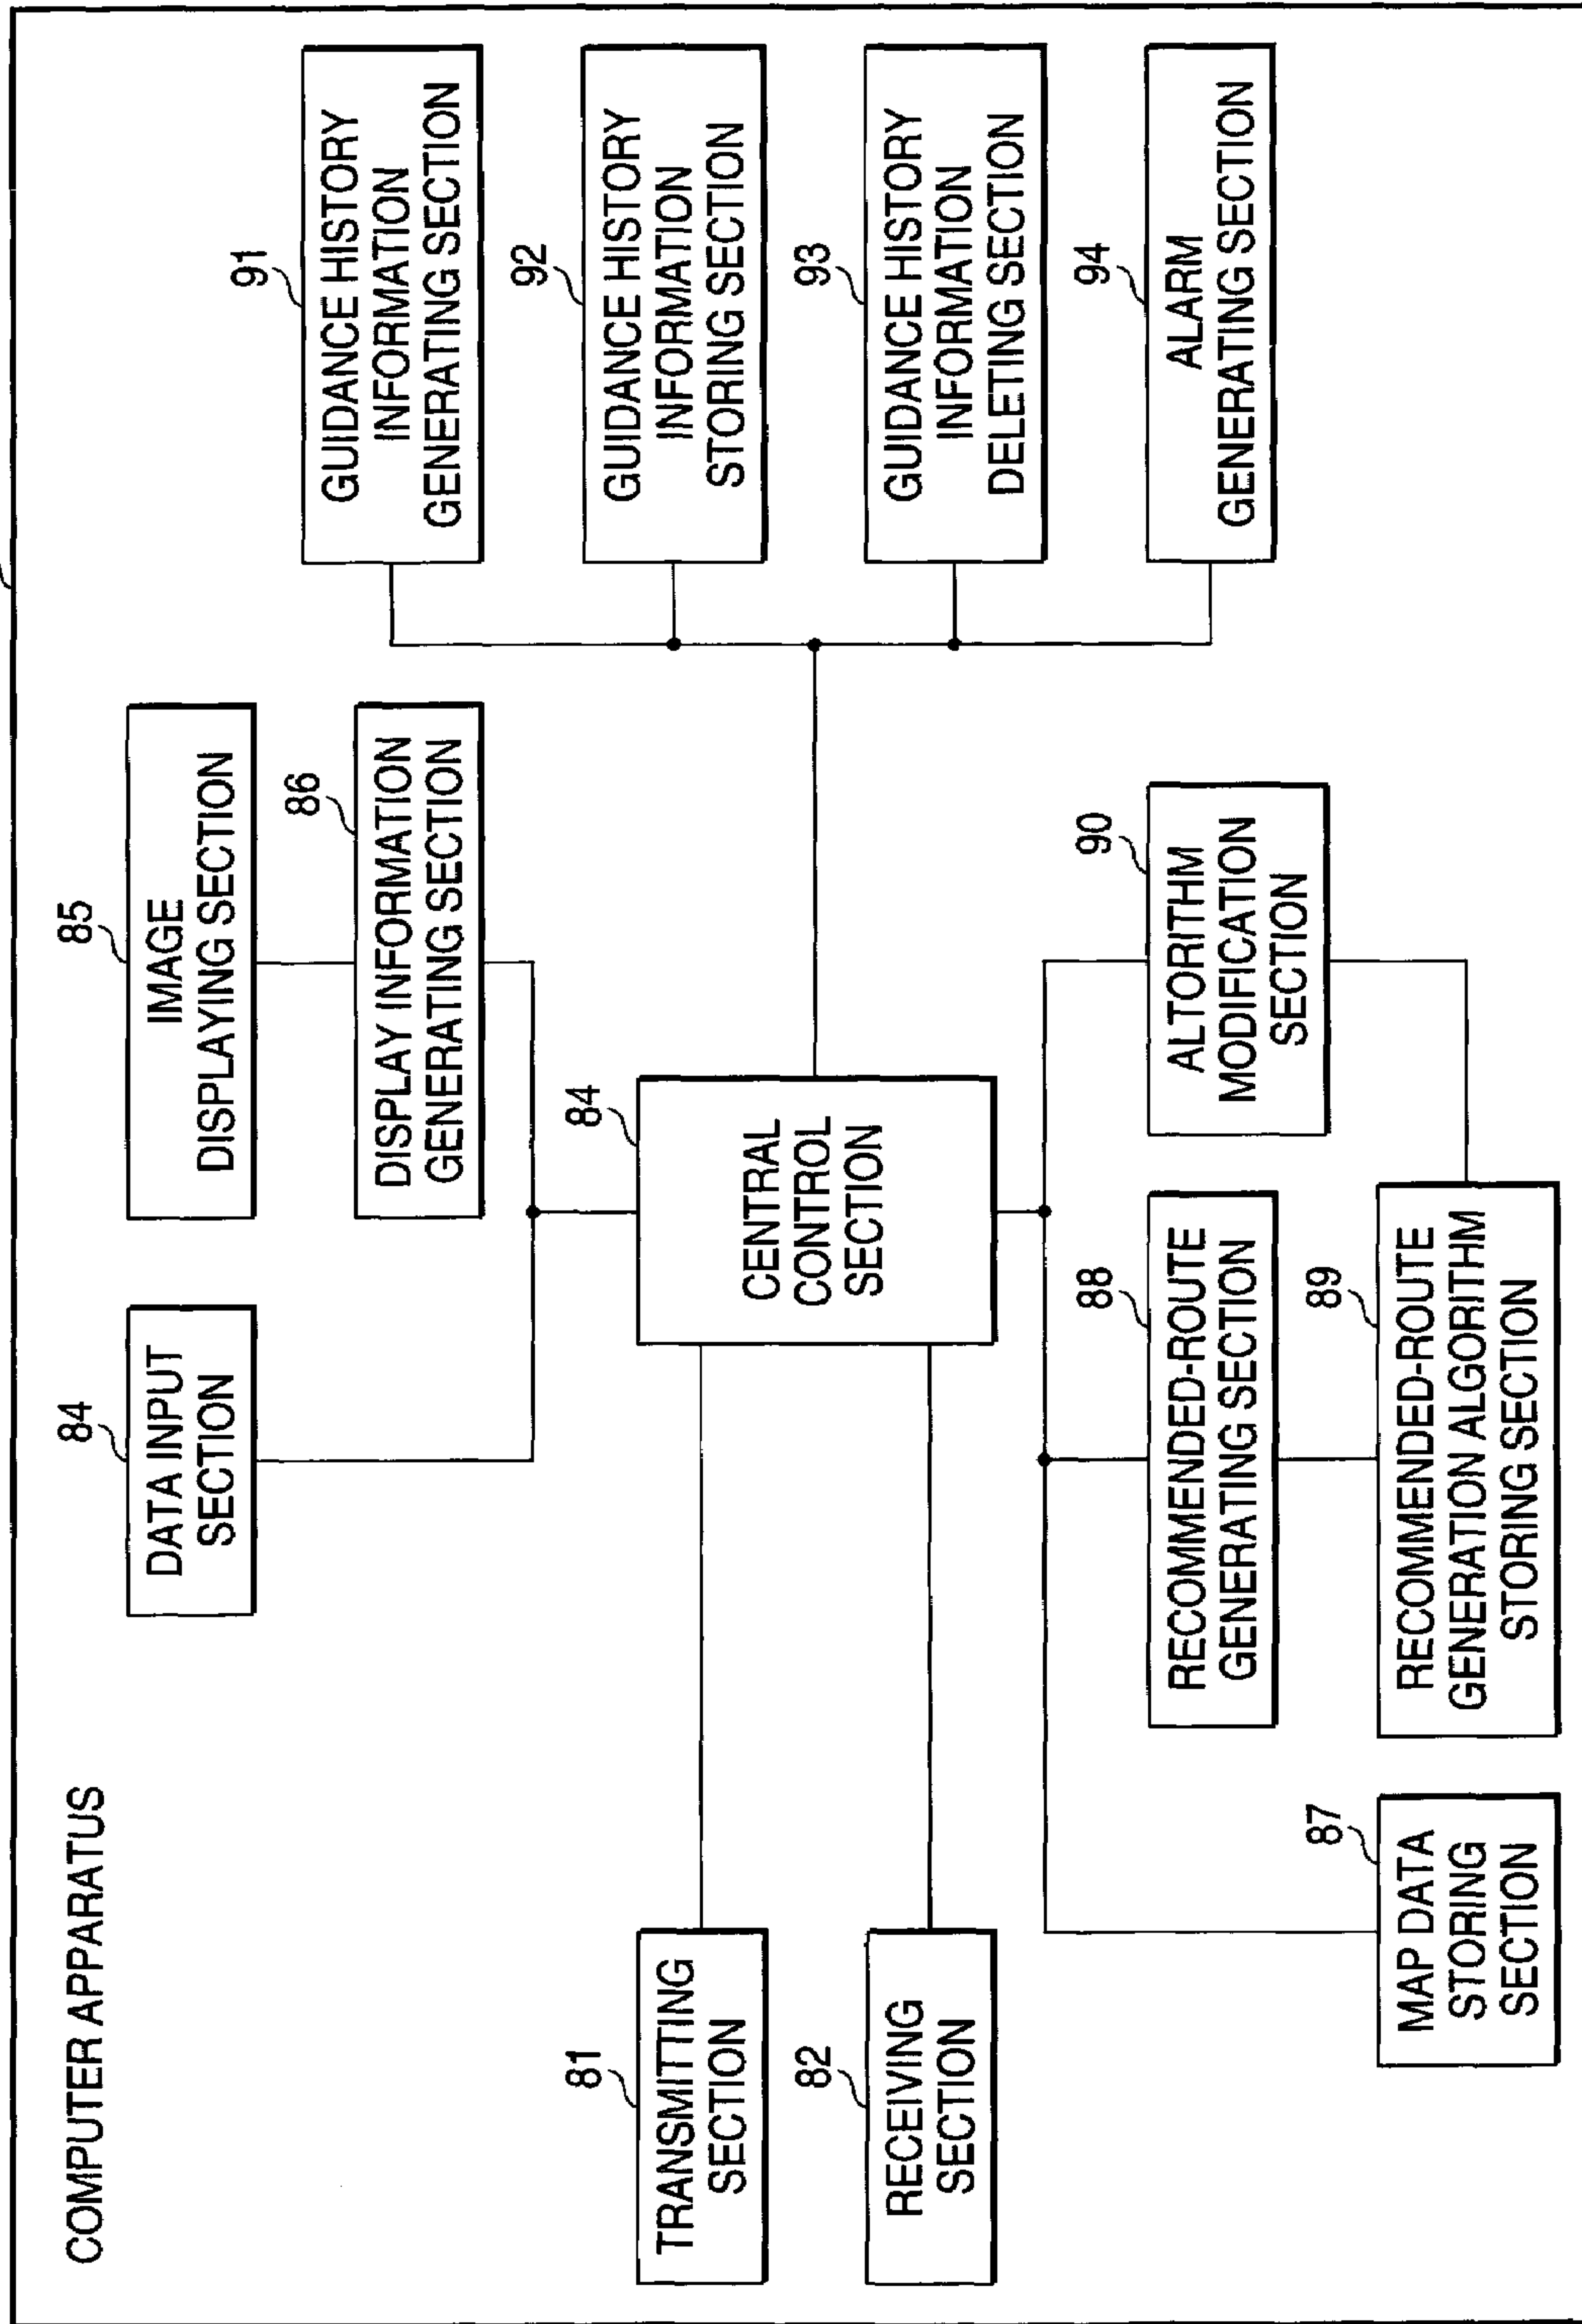 COMPUTER APPARATUS
84
DATA INPUT
SECTION
85
IMAGE
DISPLAYING SECTION
86
DISPLAY INFORMATION
GENERATING SECTION
81
TRANSMITTING
SECTION
82
RECEIVING
SECTION
84
CENTRAL
CONTROL
SECTION
91
GUIDANCE HISTORY
INFORMATION
GENERATING SECTION
92
GUIDANCE HISTORY
INFORMATION
STORING SECTION
93
GUIDANCE HISTORY
INFORMATION
DELETING SECTION
94
ALARM
GENERATING SECTION
87
MAP DATA
STORING
SECTION
88
RECOMMENDED-ROUTE
GENERATING SECTION
89
RECOMMENDED-ROUTE
GENERATION ALGORITHM
STORING SECTION
90
ALTORITHM
MODIFICATION
SECTION